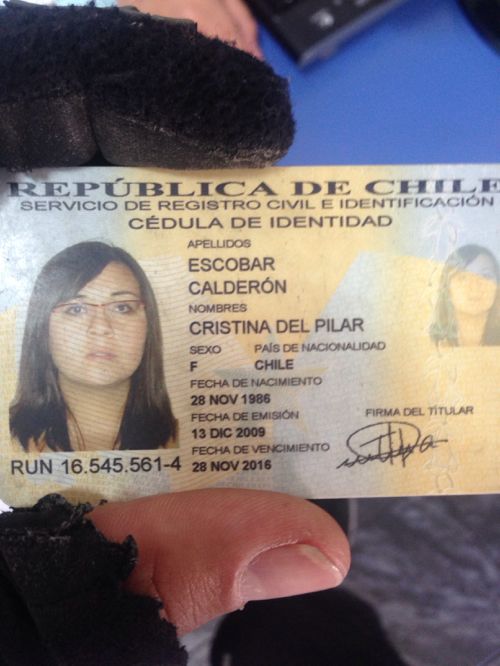 REPÚBLICA DE CHILE
SERVICIO DE REGISTRO CIVIL E IDENTIFICACIÓN
CÉDULA DE IDENTIDAD
APELLIDOS
ESCOBAR
CALDERÓN
NOMBRES
CRISTINA DEL PILAR
SEXO PAÍS DE NACIONALIDAD
F CHILE
FECHA DE NACIMIENTO
28 NOV 1986
FECHA DE EMISIÓN FIRMA DEL TITULAR
13 DIC 2009
FECHA DE VENCIMIENTO
RUN 16.545.561-4 28 NOV 2016